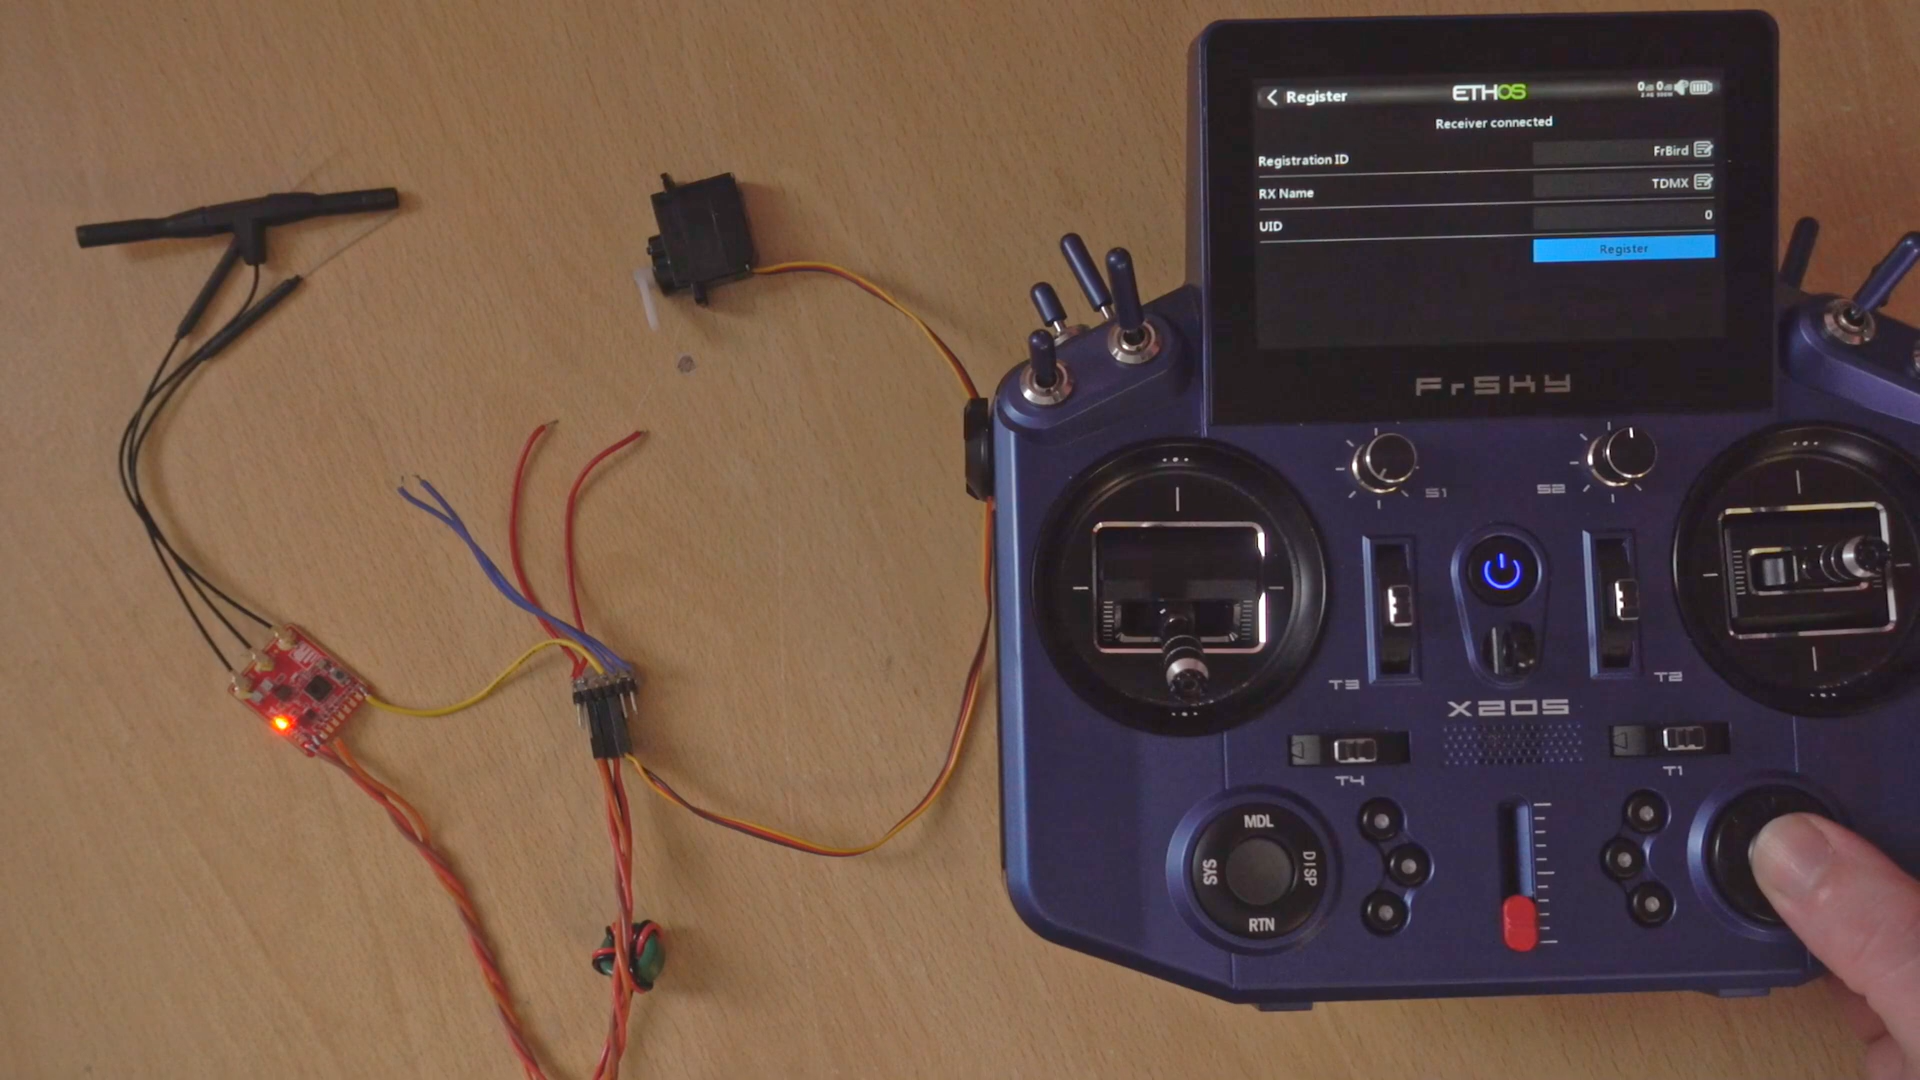 Register
ETHOS
Receiver connected
Registration ID
FrBird
RX Name
TDMX
UID
0
Register
FrSKY
S1
S2
T3
T2
X20S
T4
T1
MDL
SYS
DISP
RTN